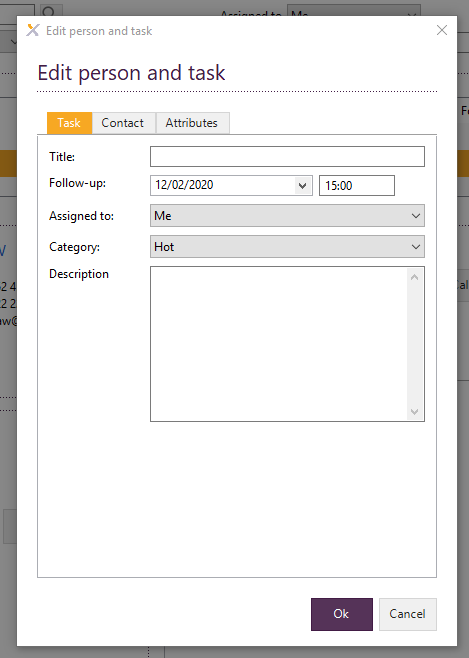 Assigned to Me
Edit person and task
Edit person and task
Task Contact Attributes
Title:
Follow-up: 12/02/2020 15:00
Assigned to: Me
Category: Hot
Description
Ok Cancel